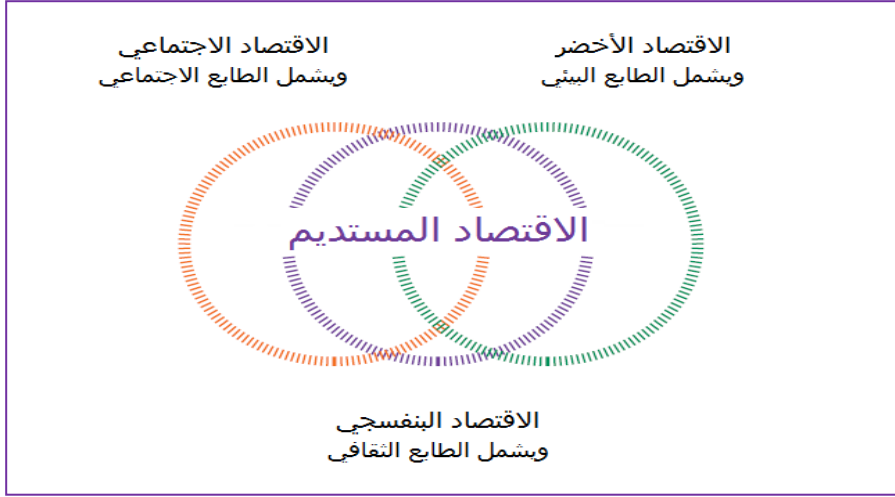 الاقتصاد الأخضر
ويشمل الطابع البيئي
الاقتصاد الاجتماعي
ويشمل الطابع الاجتماعي
الاقتصاد المستديم
الاقتصاد البنفسجي
ويشمل الطابع الثقافي